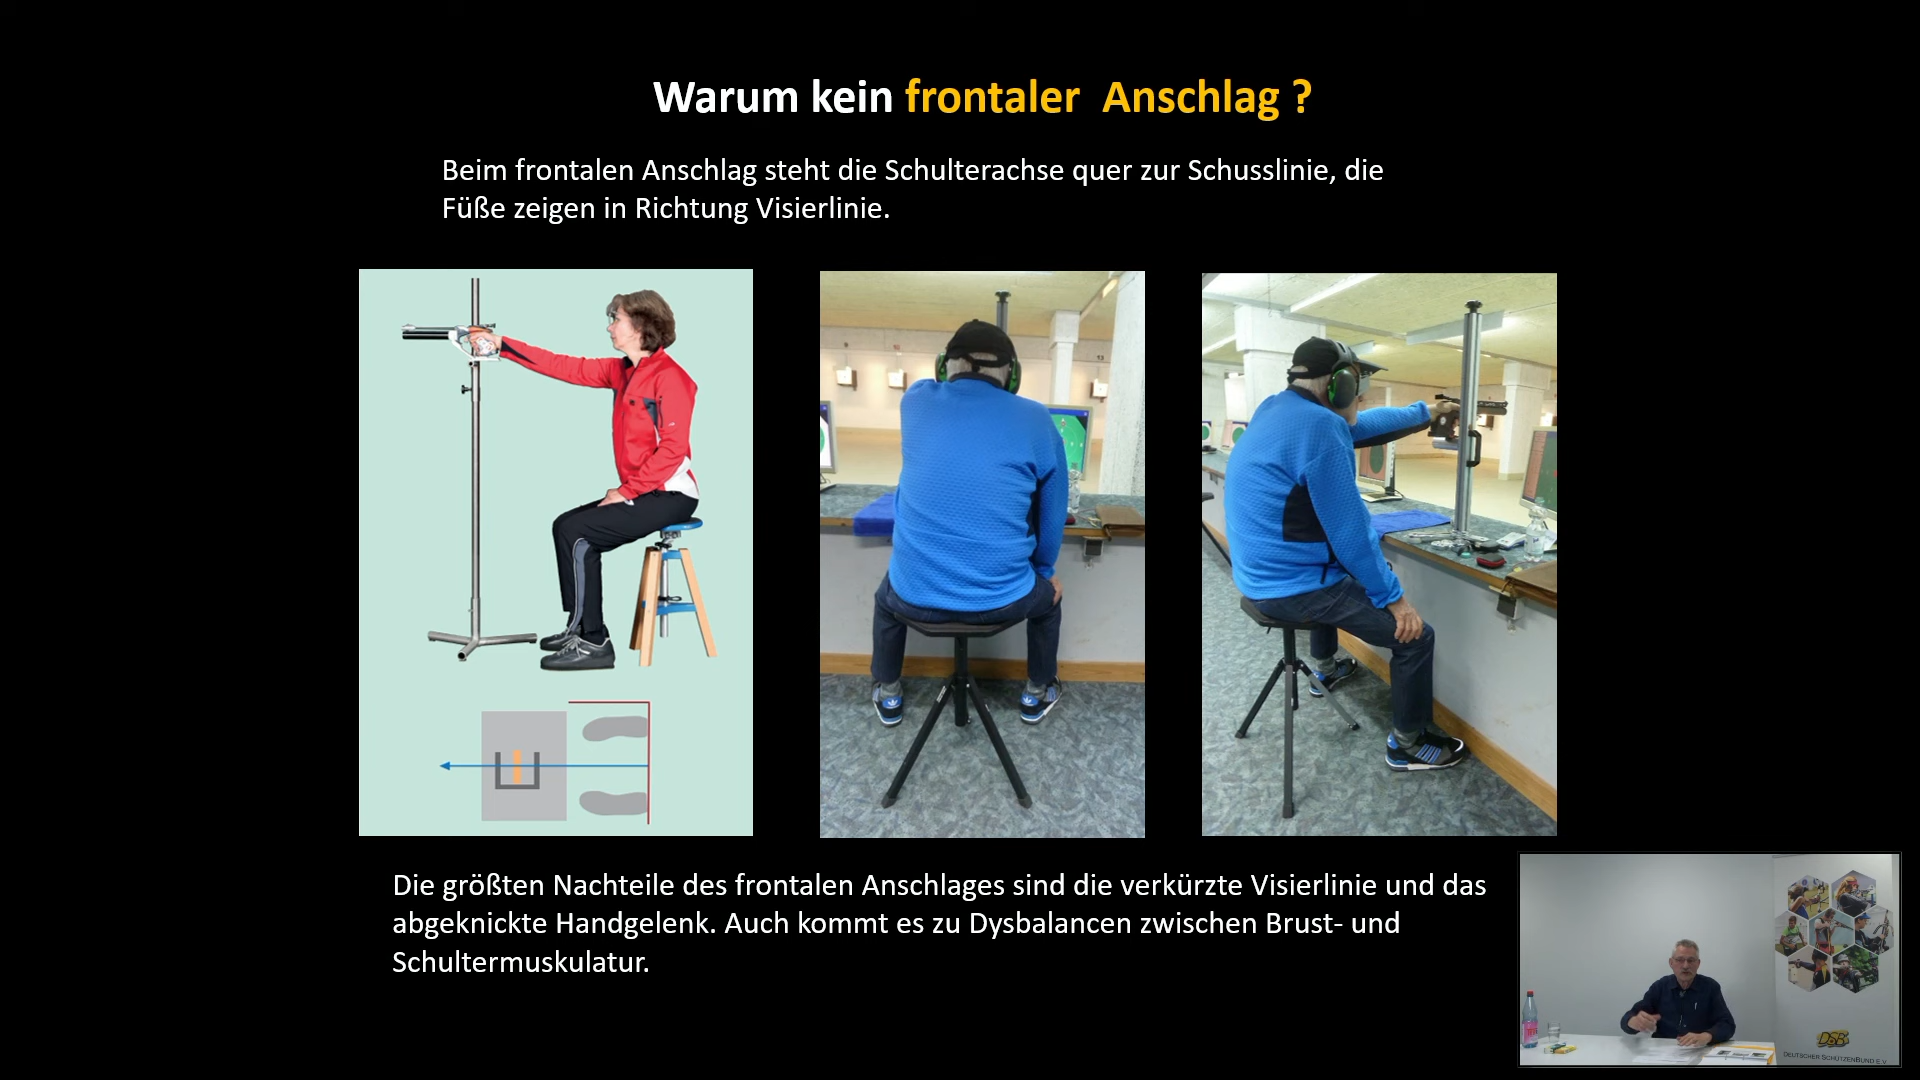 Warum kein frontaler Anschlag ?
Beim frontalen Anschlag steht die Schulterachse quer zur Schusslinie, die
Füße zeigen in Richtung Visierlinie.
Die größten Nachteile des frontalen Anschlages sind die verkürzte Visierlinie und das
abgeknickte Handgelenk. Auch kommt es zu Dysbalancen zwischen Brust- und
Schultermuskulatur.
DSB
DEUTSCHER SCHÜTZENBUND E.V.